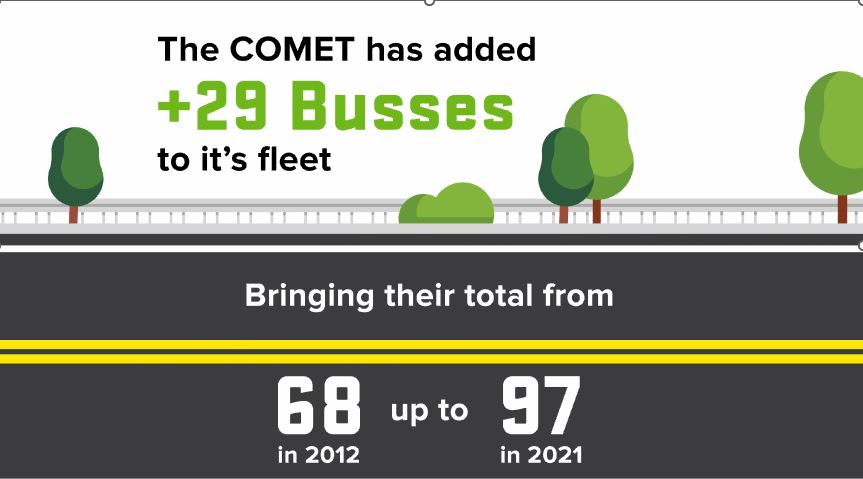 The COMET has added
+29 Busses
to it’s fleet
Bringing their total from
68 up to 97
in 2012 in 2021